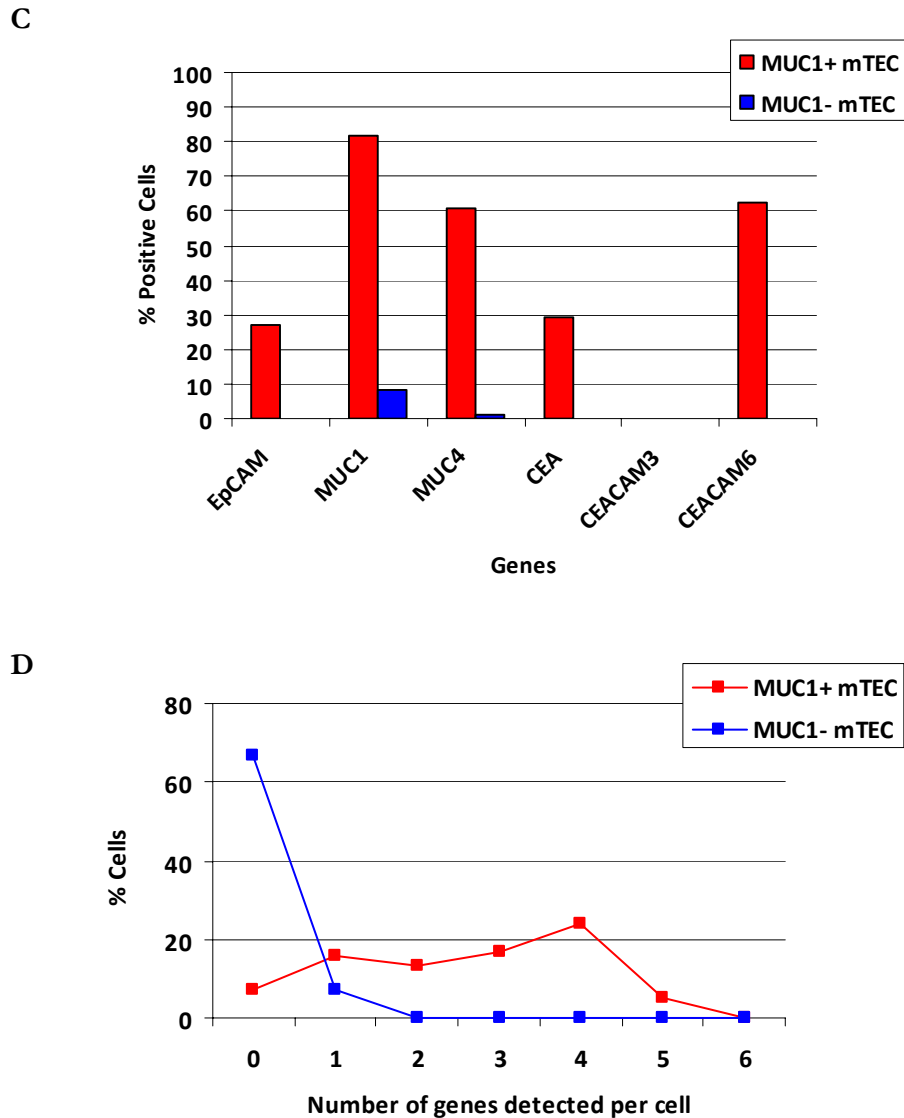 C
MUC1+ mTEC
MUC1- mTEC
100
90
80
70
60
50
40
30
20
10
0
% Positive Cells
EpCAM
MUC1
MUC4
CEA
CEACAM3
CEACAM6
Genes
D
MUC1+ mTEC
MUC1- mTEC
80
60
40
20
0
% Cells
0 1 2 3 4 5 6
Number of genes detected per cell